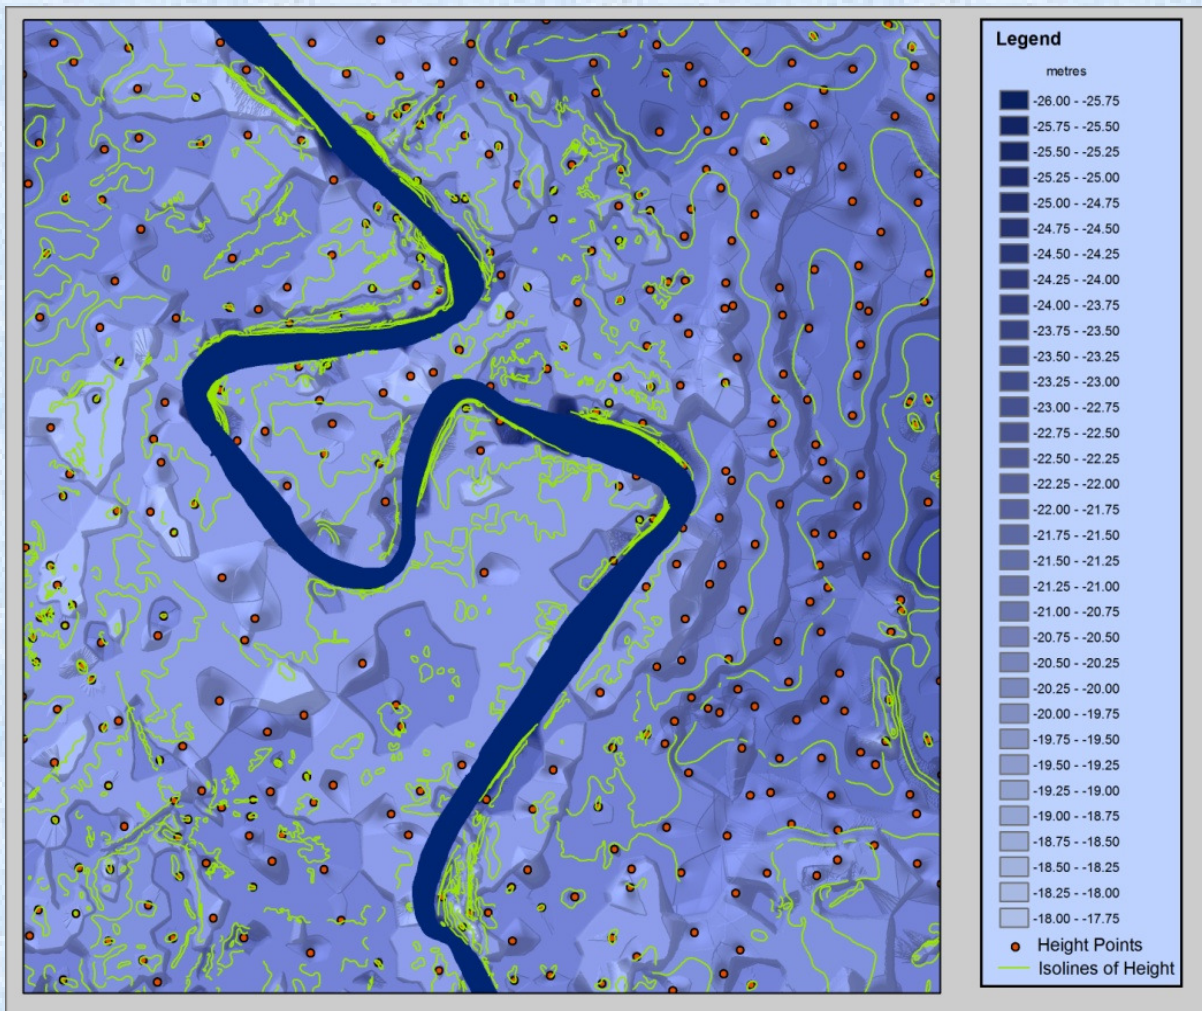 Legend
metres
-26.00 - -25.75
-25.75 - -25.50
-25.50 - -25.25
-25.25 - -25.00
-25.00 - -24.75
-24.75 - -24.50
-24.50 - -24.25
-24.25 - -24.00
-24.00 - -23.75
-23.75 - -23.50
-23.50 - -23.25
-23.25 - -23.00
-23.00 - -22.75
-22.75 - -22.50
-22.50 - -22.25
-22.25 - -22.00
-22.00 - -21.75
-21.75 - -21.50
-21.50 - -21.25
-21.25 - -21.00
-21.00 - -20.75
-20.75 - -20.50
-20.50 - -20.25
-20.25 - -20.00
-20.00 - -19.75
-19.75 - -19.50
-19.50 - -19.25
-19.25 - -19.00
-19.00 - -18.75
-18.75 - -18.50
-18.50 - -18.25
-18.25 - -18.00
-18.00 - -17.75
Height Points
Isolines of Height